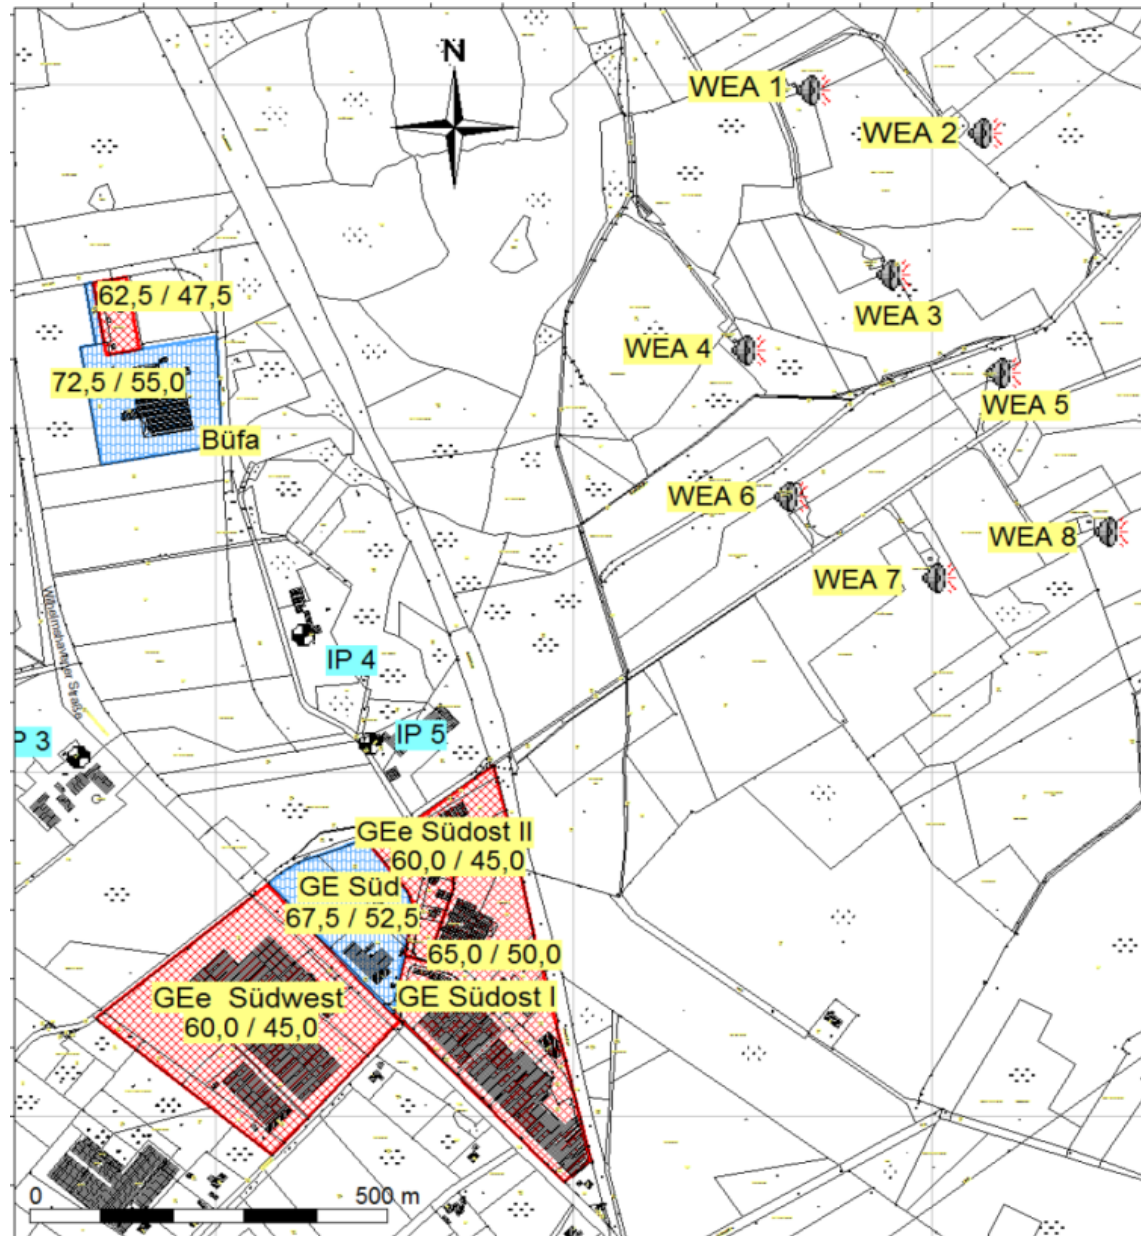 N
WEA 1
WEA 2
62,5 / 47,5
WEA 3
WEA 4
72,5 / 55,0
WEA 5
Büfa
WEA 6
WEA 8
WEA 7
Wilhelmshavener Straße
IP 4
IP 5
P 3
GEe Südost II
60,0 / 45,0
GE Süd
67,5 / 52,5
65,0 / 50,0
GEe Südwest
60,0 / 45,0
GE Südost I
0
500 m